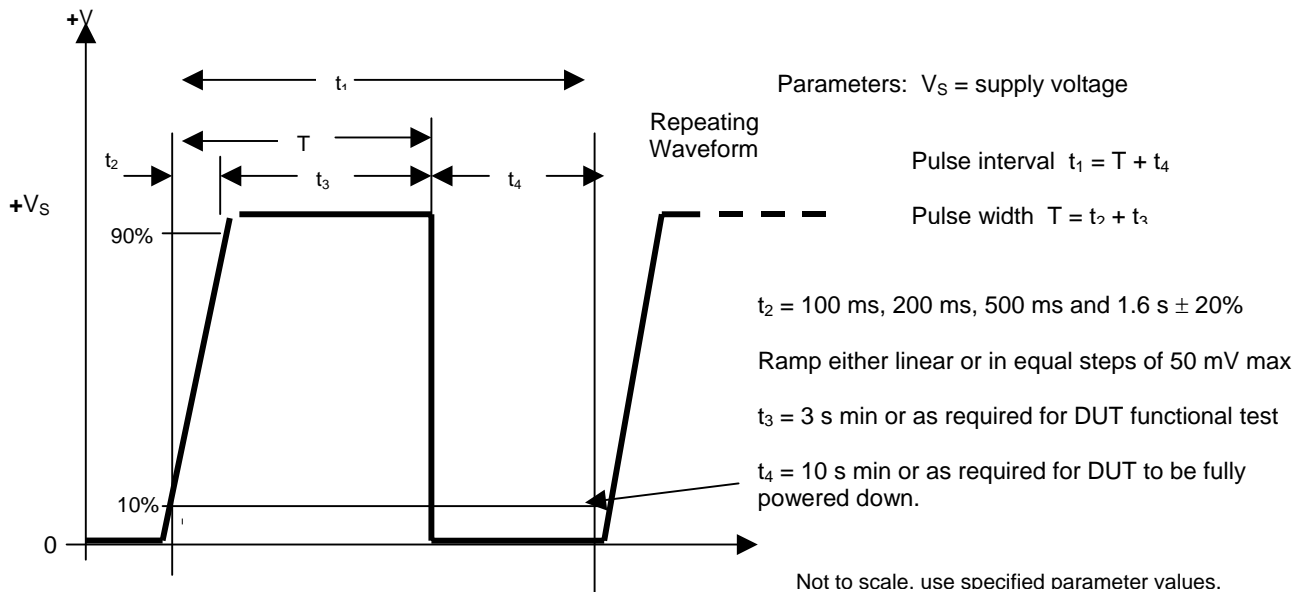 +V
t₁
Parameters: V_S = supply voltage
T
Repeating
Waveform
t₂
t₃
t₄
Pulse interval t₁ = T + t₄
+V_S
Pulse width T = t₂ + t₃
90%
t₂ = 100 ms, 200 ms, 500 ms and 1.6 s ± 20%
Ramp either linear or in equal steps of 50 mV max
t₃ = 3 s min or as required for DUT functional test
t₄ = 10 s min or as required for DUT to be fully
powered down.
10%
0
Not to scale, use specified parameter values.